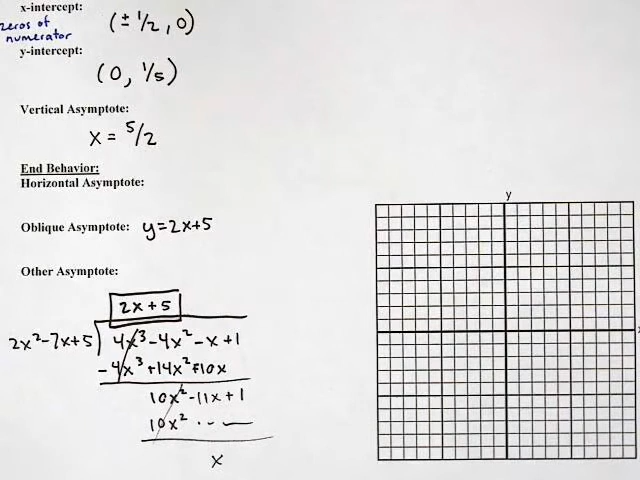 x-intercept:
zeros of
numerator
(± 1/2, 0)
y-intercept:
(0, 1/5)
Vertical Asymptote:
x = 5/2
End Behavior:
Horizontal Asymptote:
Oblique Asymptote: y=2x+5
Other Asymptote:
2x + 5
2x²-7x+5) 4x³-4x²-x+1
-4x³+14x²+10x
10x²-11x+1
10x² - - —
x
y